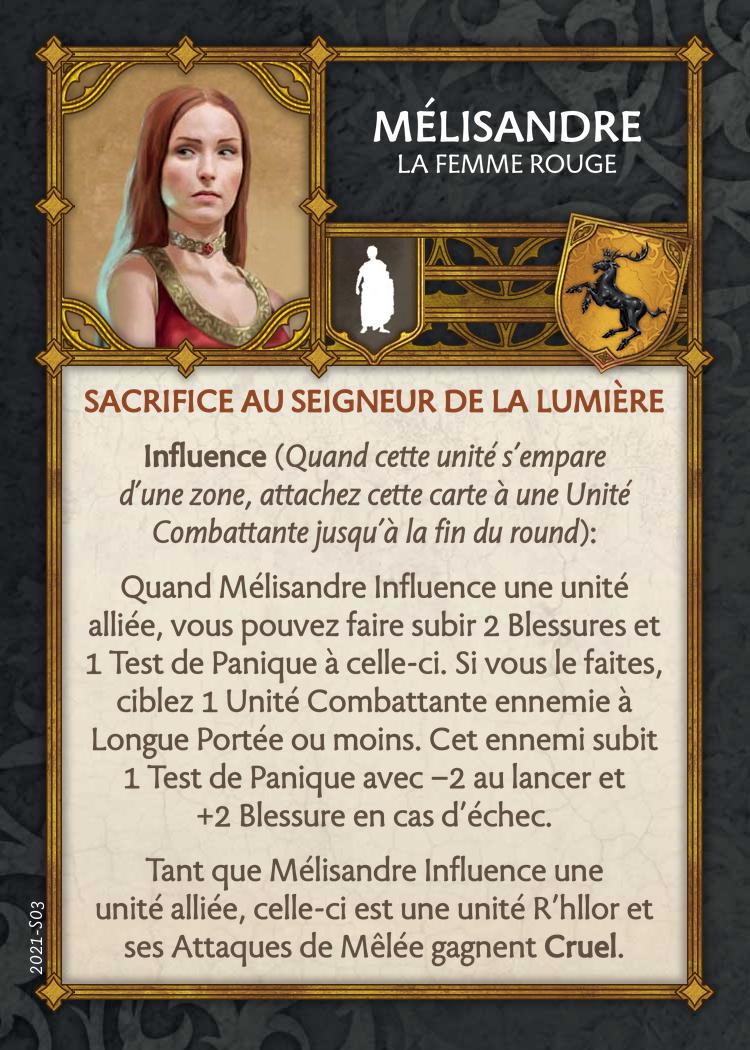 MÉLISANDRE
LA FEMME ROUGE
SACRIFICE AU SEIGNEUR DE LA LUMIÈRE
Influence (Quand cette unité s’empare
d’une zone, attachez cette carte à une Unité
Combattante jusqu’à la fin du round):
Quand Mélisandre Influence une unité
alliée, vous pouvez faire subir 2 Blessures et
1 Test de Panique à celle-ci. Si vous le faites,
ciblez 1 Unité Combattante ennemie à
Longue Portée ou moins. Cet ennemi subit
1 Test de Panique avec −2 au lancer et
+2 Blessure en cas d’échec.
Tant que Mélisandre Influence une
unité alliée, celle-ci est une unité R’hllor et
ses Attaques de Mêlée gagnent Cruel.
2021-S03